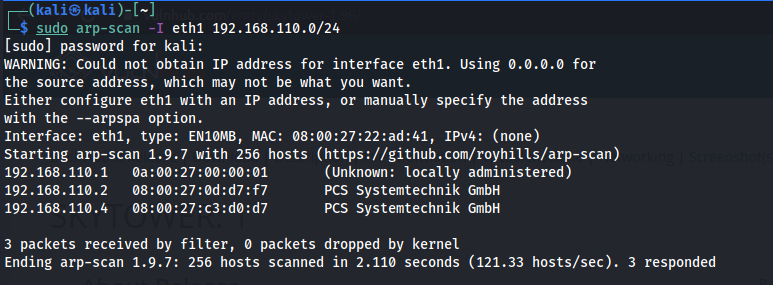 ┌──(kali㉿kali)-[~]
└─$ sudo arp-scan -I eth1 192.168.110.0/24
[sudo] password for kali:
WARNING: Could not obtain IP address for interface eth1. Using 0.0.0.0 for
the source address, which may not be what you want.
Either configure eth1 with an IP address, or manually specify the address
with the --arpspa option.
Interface: eth1, type: EN10MB, MAC: 08:00:27:22:ad:41, IPv4: (none)
Starting arp-scan 1.9.7 with 256 hosts (https://github.com/royhills/arp-scan)
192.168.110.1   0a:00:27:00:00:01       (Unknown: locally administered)
192.168.110.2   08:00:27:0d:d7:f7       PCS Systemtechnik GmbH
192.168.110.4   08:00:27:c3:d0:d7       PCS Systemtechnik GmbH

3 packets received by filter, 0 packets dropped by kernel
Ending arp-scan 1.9.7: 256 hosts scanned in 2.110 seconds (121.33 hosts/sec). 3 responded